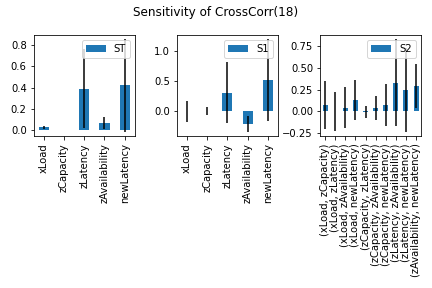 Sensitivity of CrossCorr(18)
ST
0.8
0.6
0.4
0.2
0.0
xLoad
zCapacity
zLatency
zAvailability
newLatency
S1
1.0
0.5
0.0
xLoad
zCapacity
zLatency
zAvailability
newLatency
S2
0.75
0.50
0.25
0.00
−0.25
(xLoad, zCapacity)
(xLoad, zLatency)
(xLoad, zAvailability)
(xLoad, newLatency)
(zCapacity, zLatency)
(zCapacity, zAvailability)
(zCapacity, newLatency)
(zLatency, zAvailability)
(zLatency, newLatency)
(zAvailability, newLatency)